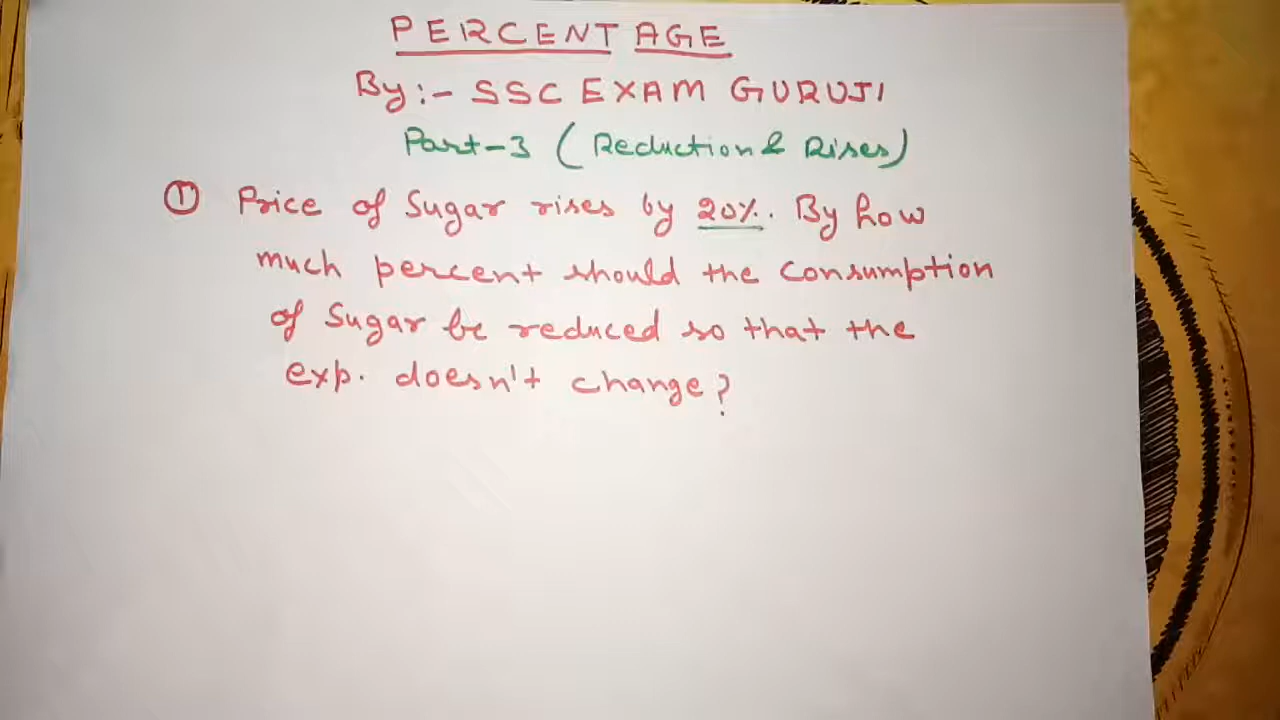 PERCENTAGE
By:- SSC EXAM GURUJI
Part-3 (Reduction & Rises)
① Price of Sugar rises by 20%. By how
much percent should the consumption
of Sugar be reduced so that the
exp. doesn't change?